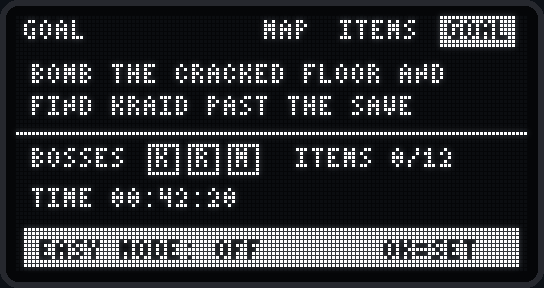 GOAL MAP ITEMS GOAL
BOMB THE CRACKED FLOOR AND
FIND KRAID PAST THE SAVE
BOSSES K R M ITEMS 0/12
TIME 00:42:20
EASY MODE: OFF OK=SET